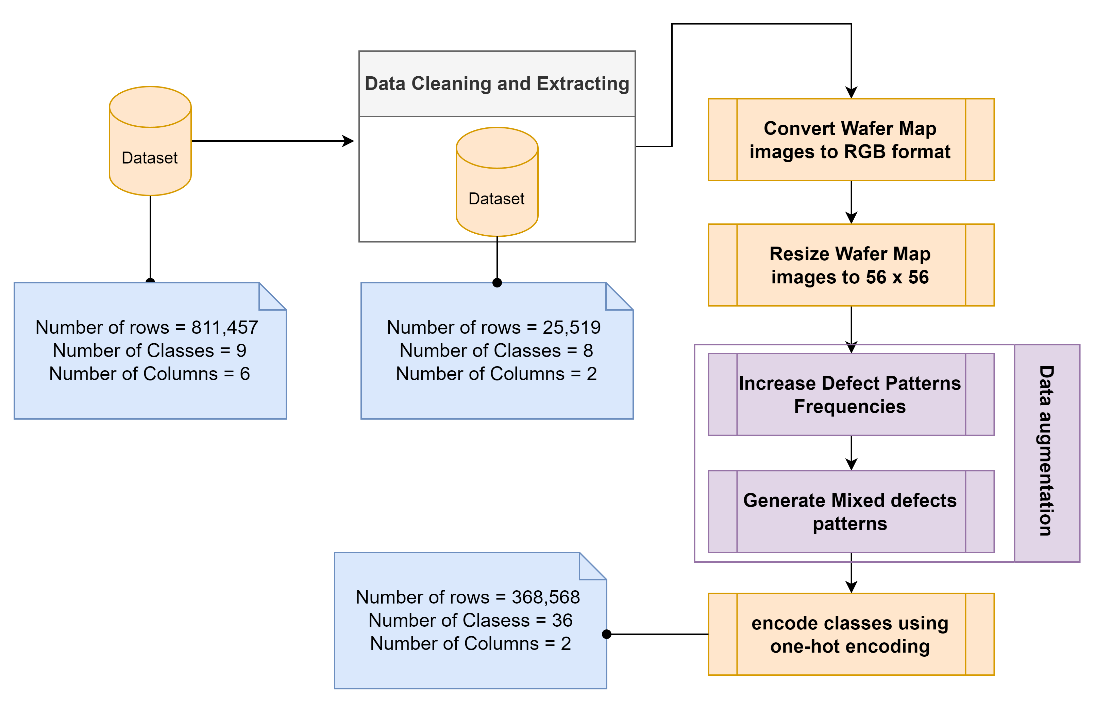 Dataset
Number of rows = 811,457
Number of Classes = 9
Number of Columns = 6
Data Cleaning and Extracting
Dataset
Number of rows = 25,519
Number of Classes = 8
Number of Columns = 2
Convert Wafer Map
images to RGB format
Resize Wafer Map
images to 56 x 56
Data augmentation
Increase Defect Patterns
Frequencies
Generate Mixed defects
patterns
encode classes using
one-hot encoding
Number of rows = 368,568
Number of Clasess = 36
Number of Columns = 2